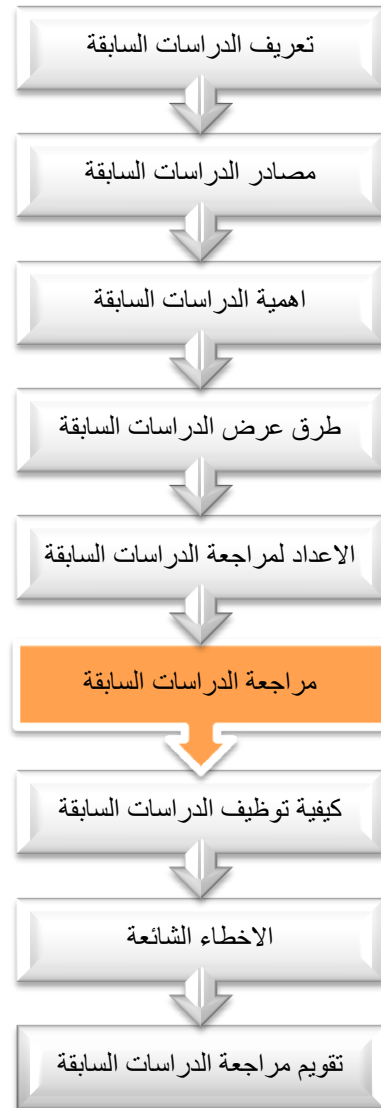 تعريف الدراسات السابقة
مصادر الدراسات السابقة
اهمية الدراسات السابقة
طرق عرض الدراسات السابقة
الاعداد لمراجعة الدراسات السابقة
مراجعة الدراسات السابقة
كيفية توظيف الدراسات السابقة
الاخطاء الشائعة
تقويم مراجعة الدراسات السابقة